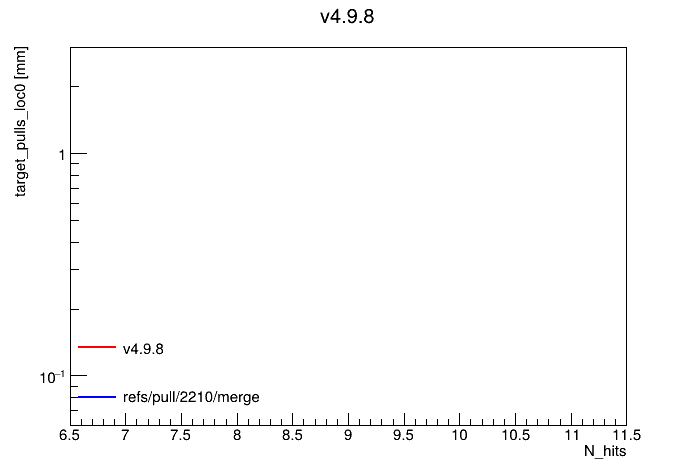 v4.9.8
target_pulls_loc0 [mm]
1
10⁻¹
v4.9.8
refs/pull/2210/merge
6.5 7 7.5 8 8.5 9 9.5 10 10.5 11 11.5
N_hits